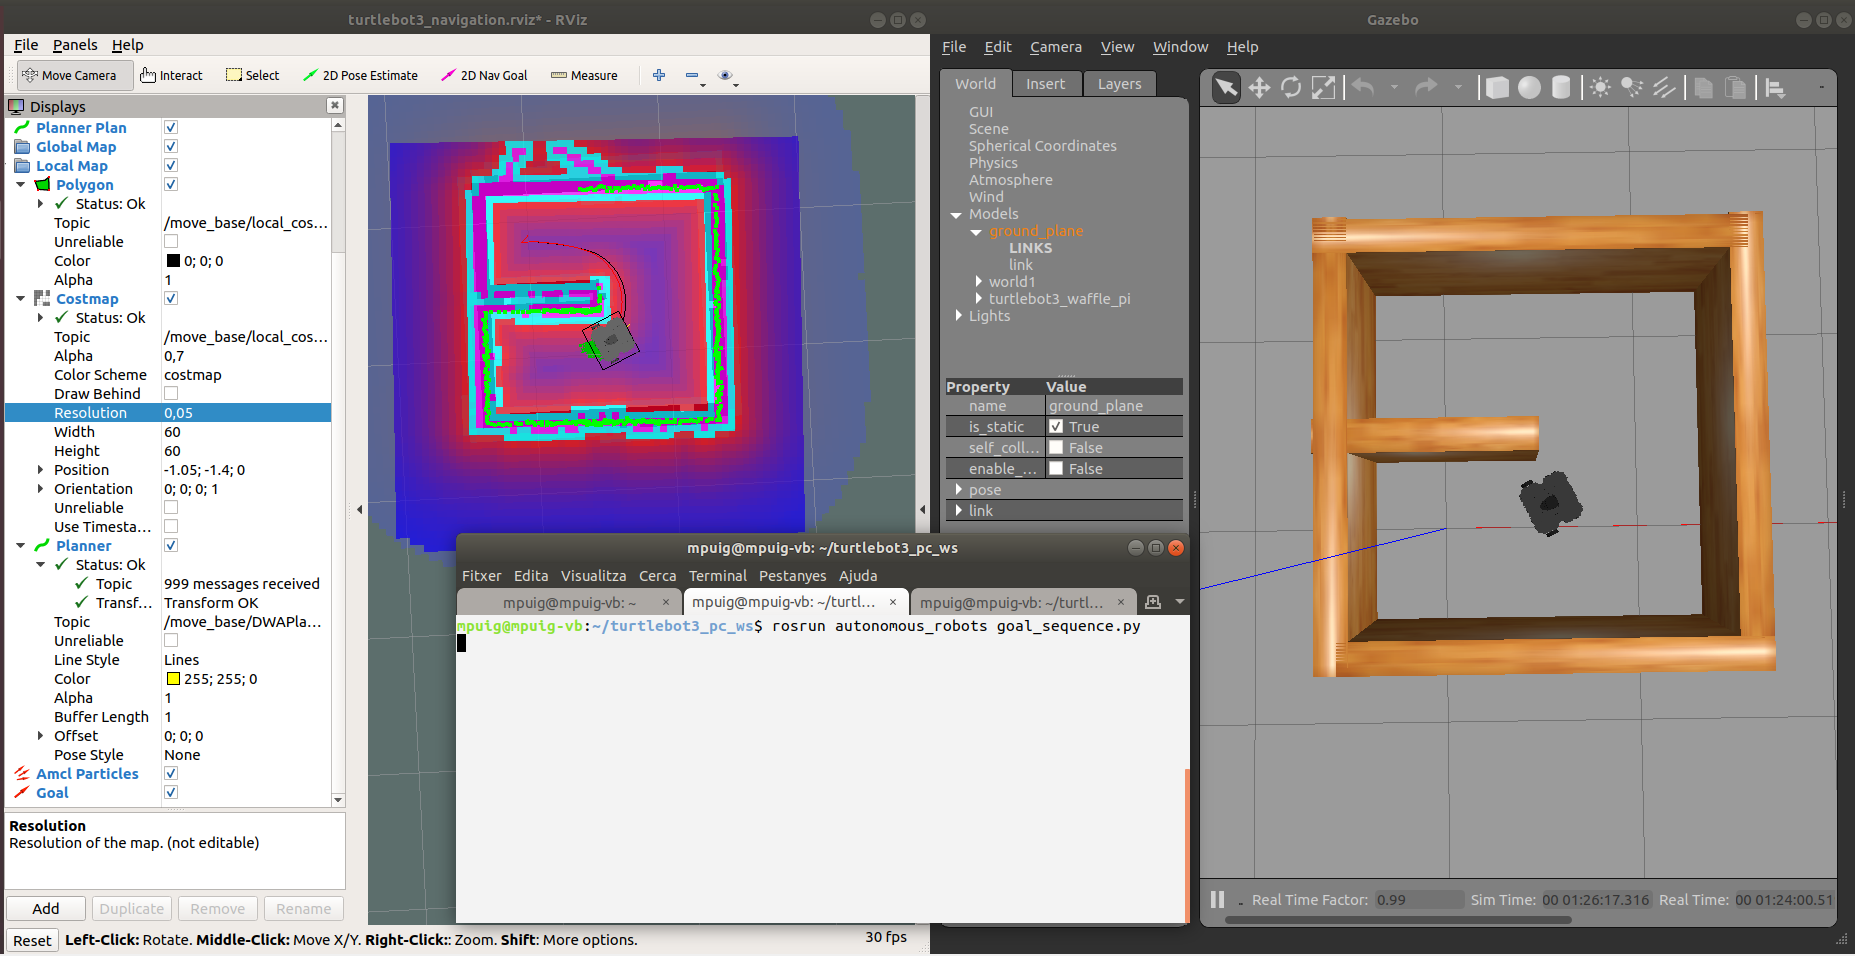 turtlebot3_navigation.rviz* - RViz
File Panels Help
Move Camera Interact Select 2D Pose Estimate 2D Nav Goal Measure
Displays
Planner Plan
Global Map
Local Map
Polygon
Status: Ok
Topic /move_base/local_cos...
Unreliable
Color 0; 0; 0
Alpha 1
Costmap
Status: Ok
Topic /move_base/local_cos...
Alpha 0,7
Color Scheme costmap
Draw Behind
Resolution 0,05
Width 60
Height 60
Position -1.05; -1.4; 0
Orientation 0; 0; 0; 1
Unreliable
Use Timesta...
Planner
Status: Ok
Topic 999 messages received
Transf... Transform OK
Topic /move_base/DWAPla...
Unreliable
Line Style Lines
Color 255; 255; 0
Alpha 1
Buffer Length 1
Offset 0; 0; 0
Pose Style None
Amcl Particles
Goal
Resolution
Resolution of the map. (not editable)
Add Duplicate Remove Rename
Reset Left-Click: Rotate. Middle-Click: Move X/Y. Right-Click:: Zoom. Shift: More options.
30 fps
mpuig@mpuig-vb: ~/turtlebot3_pc_ws
Fitxer Edita Visualitza Cerca Terminal Pestanyes Ajuda
mpuig@mpuig-vb: ~ × mpuig@mpuig-vb: ~/turtl... × mpuig@mpuig-vb: ~/turtl... ×
mpuig@mpuig-vb:~/turtlebot3_pc_ws$ rosrun autonomous_robots goal_sequence.py
Gazebo
File Edit Camera View Window Help
World Insert Layers
GUI
Scene
Spherical Coordinates
Physics
Atmosphere
Wind
Models
ground_plane
LINKS
link
world1
turtlebot3_waffle_pi
Lights
Property Value
name ground_plane
is_static True
self_coll... False
enable_... False
pose
link
Real Time Factor: 0.99 Sim Time: 00 01:26:17.316 Real Time: 00 01:24:00.51